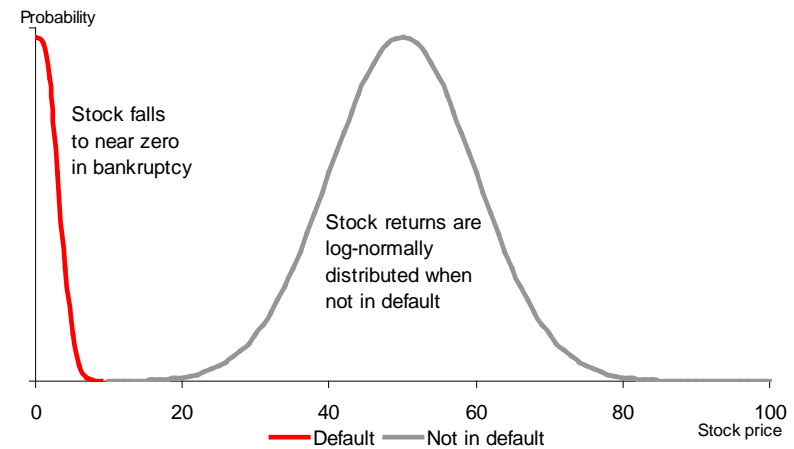 Probability
Stock falls
to near zero
in bankruptcy
Stock returns are
log-normally
distributed when
not in default
0 20 40 60 80 100
Stock price
Default Not in default